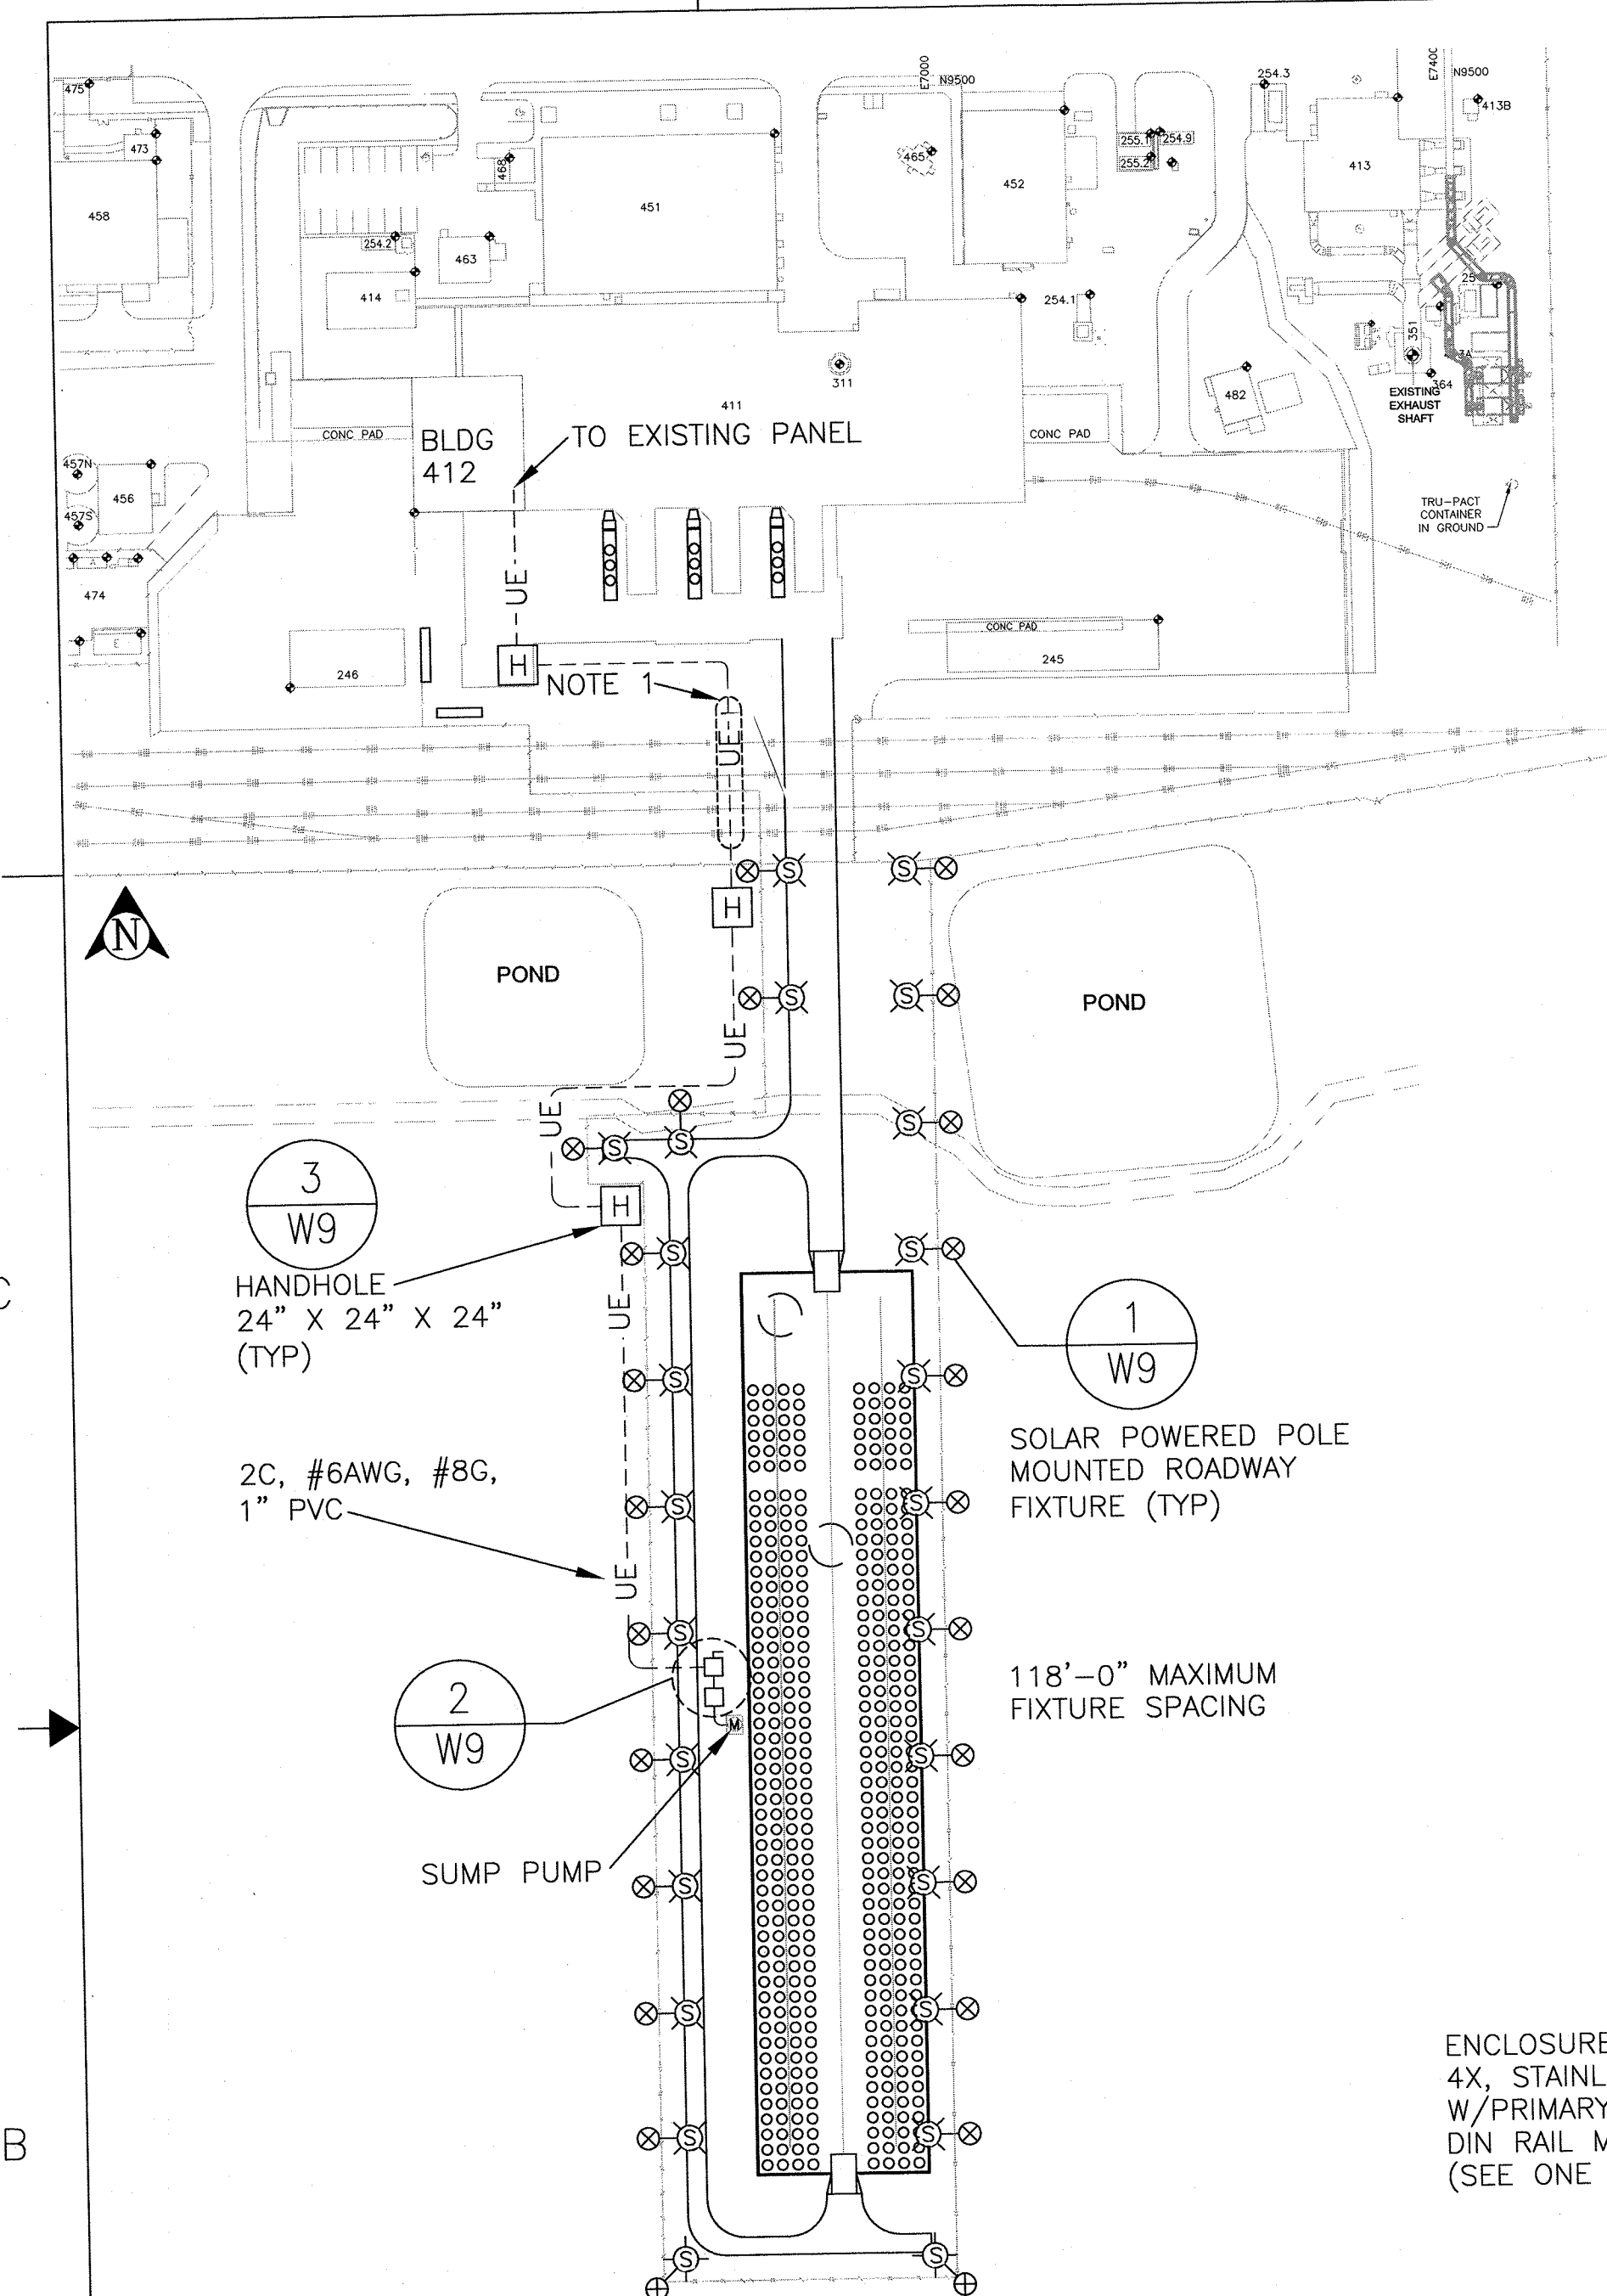 E7000
N9500
E7400
N9500
475
473
458
468
451
465
452
255.1
254.9
255.2
254.3
413
413B
254.2
463
414
254.1
311
411
482
351
364
EXISTING
EXHAUST
SHAFT
CONC PAD
BLDG
412
TO EXISTING PANEL
CONC PAD
457N
456
457S
TRU-PACT
CONTAINER
IN GROUND
A
474
E
UE
H
246
CONC PAD
245
NOTE 1
UE
N
H
POND
POND
UE
UE
S
S
S
S
S
S
S
3
W9
H
HANDHOLE
24" X 24" X 24"
(TYP)
UE
S
S
1
W9
SOLAR POWERED POLE
MOUNTED ROADWAY
FIXTURE (TYP)
S
S
2C, #6AWG, #8G,
1" PVC
UE
S
S
S
S
118'-0" MAXIMUM
FIXTURE SPACING
2
W9
M
SUMP PUMP
S
S
S
S
S
S
S
S
S
S
ENCLOSURE
4X, STAINL
W/PRIMARY
DIN RAIL M
(SEE ONE
C
B